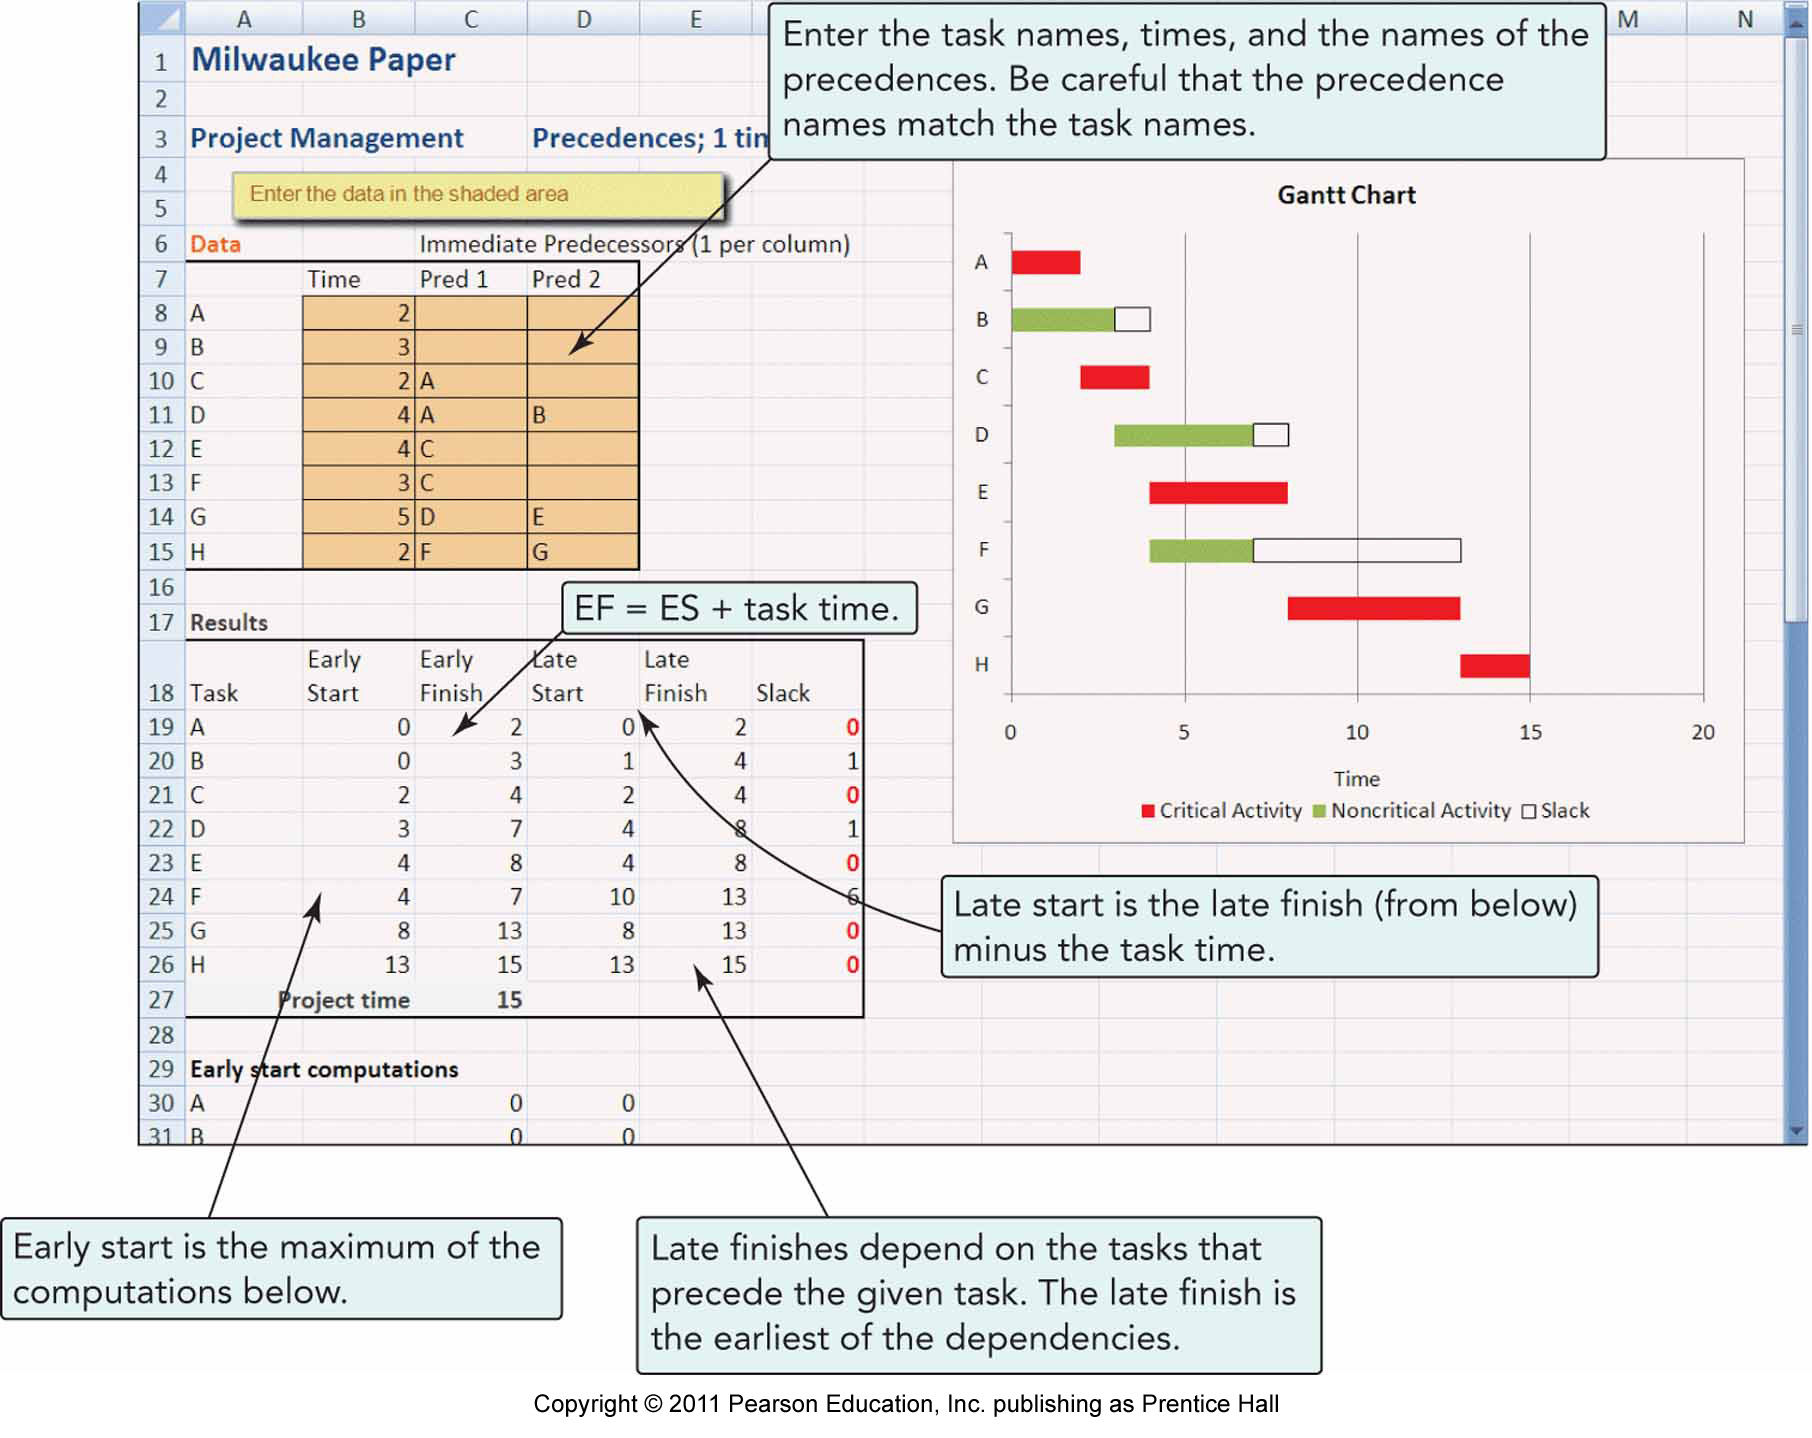 A B C D E M N
Enter the task names, times, and the names of the
precedences. Be careful that the precedence
names match the task names.
1 Milwaukee Paper
2
3 Project Management Precedences; 1 tim
4
Enter the data in the shaded area
5
6 Data Immediate Predecessors (1 per column)
7 Time Pred 1 Pred 2
8 A 2
9 B 3
10 C 2 A
11 D 4 A B
12 E 4 C
13 F 3 C
14 G 5 D E
15 H 2 F G
16
EF = ES + task time.
17 Results
Early Early Late Late
18 Task Start Finish Start Finish Slack
19 A 0 2 0 2 0
20 B 0 3 1 4 1
21 C 2 4 2 4 0
22 D 3 7 4 8 1
23 E 4 8 4 8 0
24 F 4 7 10 13 6
25 G 8 13 8 13 0
26 H 13 15 13 15 0
27 Project time 15
28
29 Early start computations
30 A 0 0
31 B 0 0
Gantt Chart
A
B
C
D
E
F
G
H
0 5 10 15 20
Time
Critical Activity Noncritical Activity Slack
Late start is the late finish (from below)
minus the task time.
Early start is the maximum of the
computations below.
Late finishes depend on the tasks that
precede the given task. The late finish is
the earliest of the dependencies.
Copyright © 2011 Pearson Education, Inc. publishing as Prentice Hall